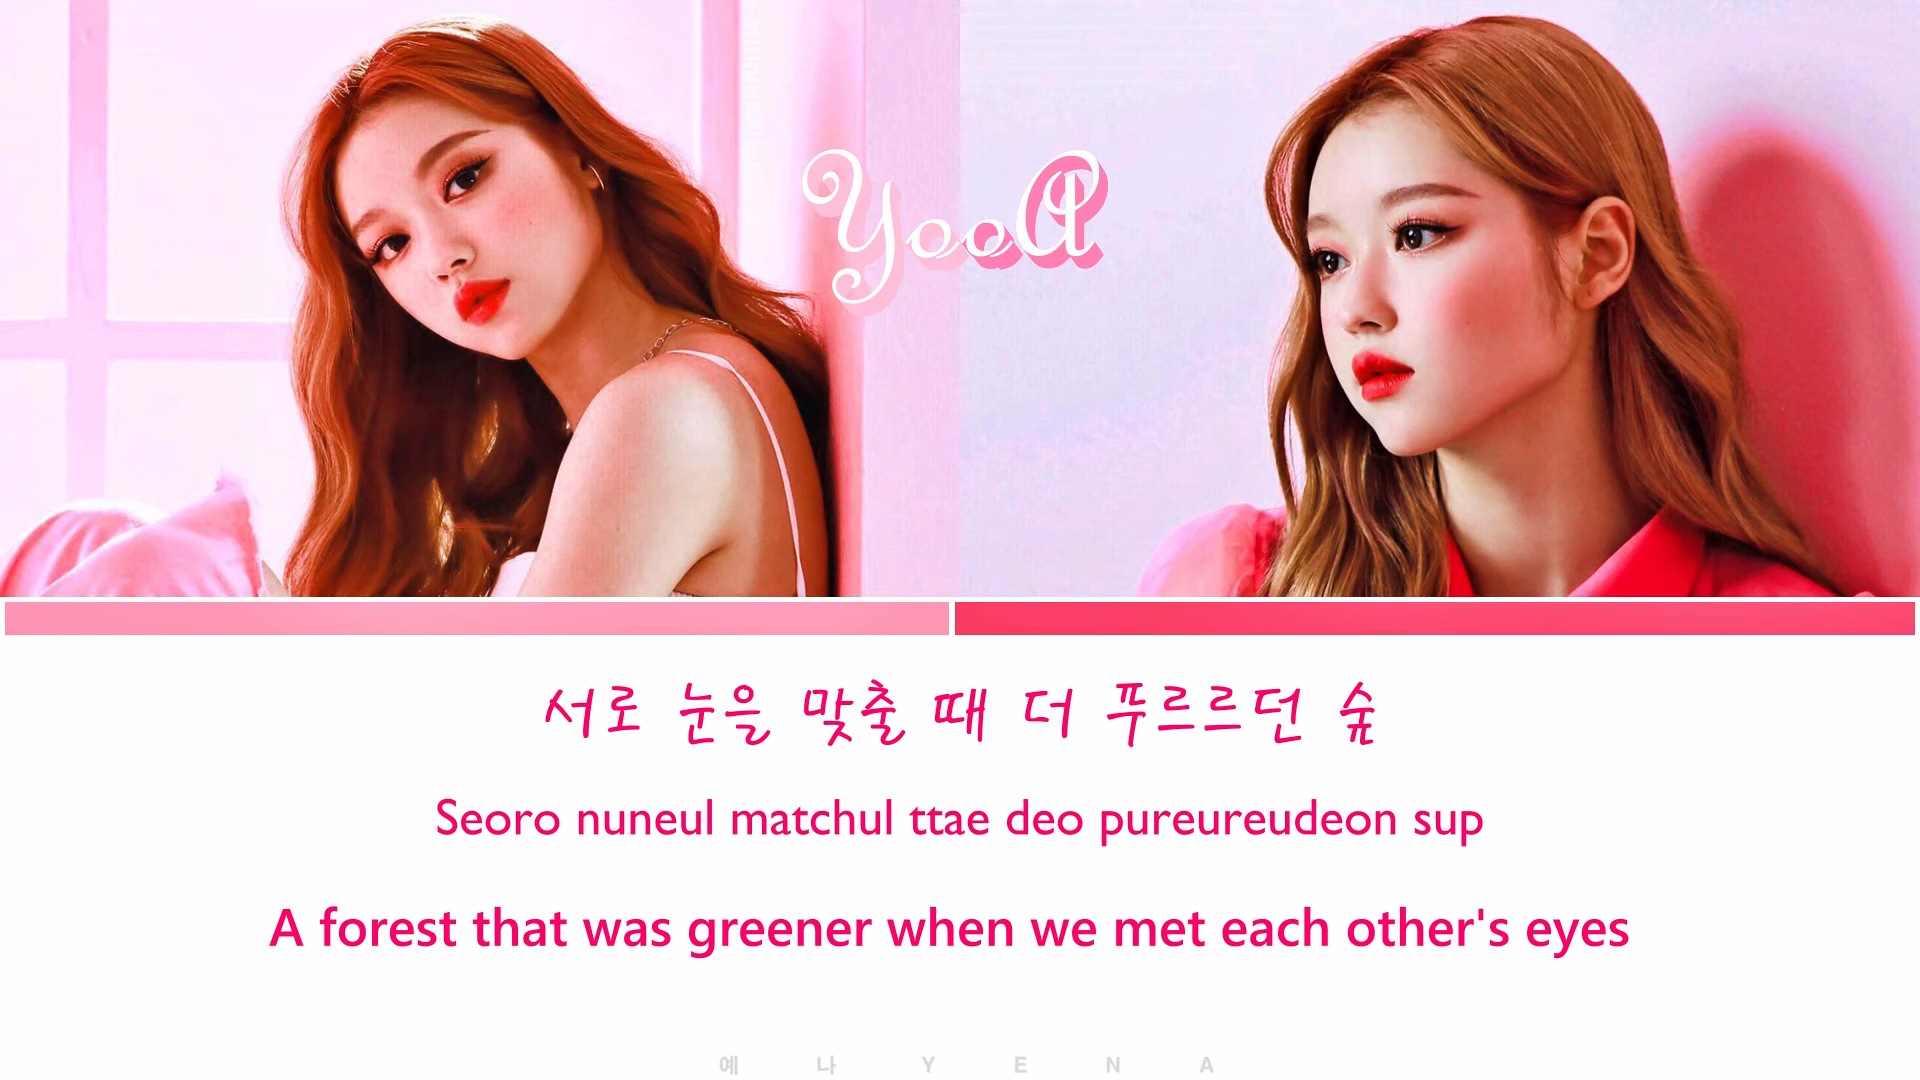 YooA
서로 눈을 맞출 때 더 푸르르던 숲
Seoro nuneul matchul ttae deo pureureudeon sup
A forest that was greener when we met each other's eyes
예 나 Y E N A